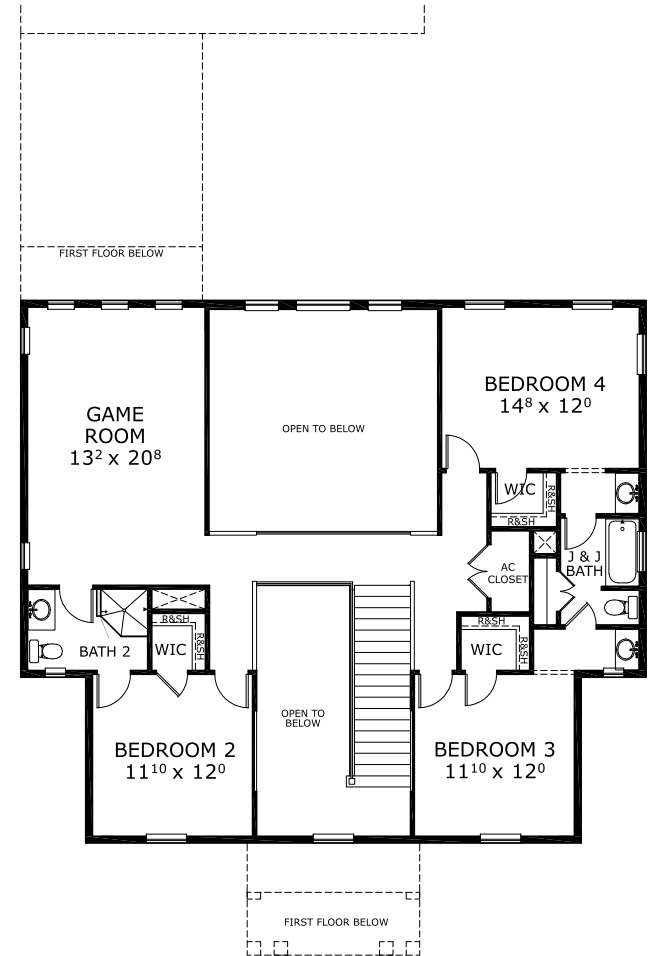 FIRST FLOOR BELOW
GAME
ROOM
13² x 20⁸
OPEN TO BELOW
BEDROOM 4
14⁸ x 12⁰
WIC
R&SH
R&SH
J & J
BATH
AC
CLOSET
BATH 2
R&SH
WIC
R&SH
R&SH
WIC
R&SH
OPEN TO
BELOW
BEDROOM 2
11¹⁰ x 12⁰
BEDROOM 3
11¹⁰ x 12⁰
FIRST FLOOR BELOW